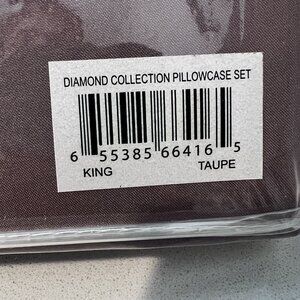 DIAMOND COLLECTION PILLOWCASE SET
6 55385 66416 5
KING TAUPE